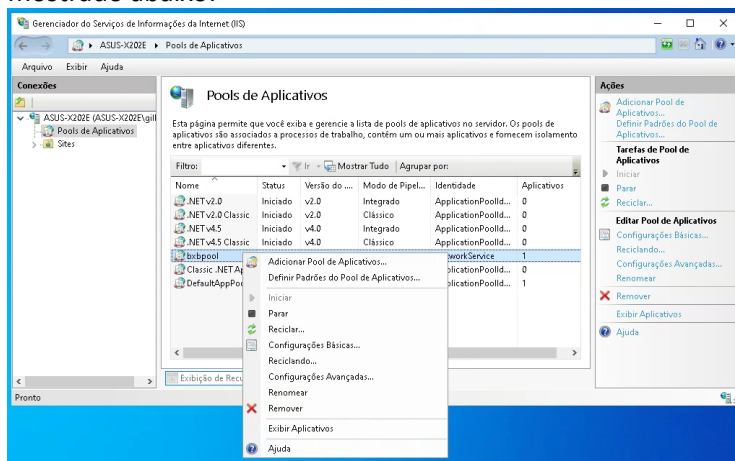 mostrado abaixo.
Gerenciador do Serviços de Informações da Internet (IIS)
ASUS-X202E
Pools de Aplicativos
Arquivo Exibir Ajuda
Conexões
ASUS-X202E (ASUS-X202E\gill
Pools de Aplicativos
Sites
Pools de Aplicativos
Esta página permite que você exiba e gerencie a lista de pools de aplicativos no servidor. Os pools de
aplicativos são associados a processos de trabalho, contêm um ou mais aplicativos e fornecem isolamento
entre aplicativos diferentes.
Filtro: Ir Mostrar Tudo Agrupar por:
Nome Status Versão do .... Modo de Pipel... Identidade Aplicativos
.NET v2.0 Iniciado v2.0 Integrado ApplicationPoolId... 0
.NET v2.0 Classic Iniciado v2.0 Clássico ApplicationPoolId... 0
.NET v4.5 Iniciado v4.0 Integrado ApplicationPoolId... 0
.NET v4.5 Classic Iniciado v4.0 Clássico ApplicationPoolId... 0
bxbpool tworkService 1
Classic .NET Ap plicationPoolId... 0
DefaultAppPoo plicationPoolId... 1
Adicionar Pool de Aplicativos...
Definir Padrões do Pool de Aplicativos...
Iniciar
Parar
Reciclar...
Configurações Básicas...
Reciclando...
Configurações Avançadas...
Renomear
Remover
Exibir Aplicativos
Ajuda
Exibição de Recu
Pronto
Ações
Adicionar Pool de
Aplicativos...
Definir Padrões do Pool de
Aplicativos...
Tarefas de Pool de
Aplicativos
Iniciar
Parar
Reciclar...
Editar Pool de Aplicativos
Configurações Básicas...
Reciclando...
Configurações Avançadas...
Renomear
Remover
Exibir Aplicativos
Ajuda